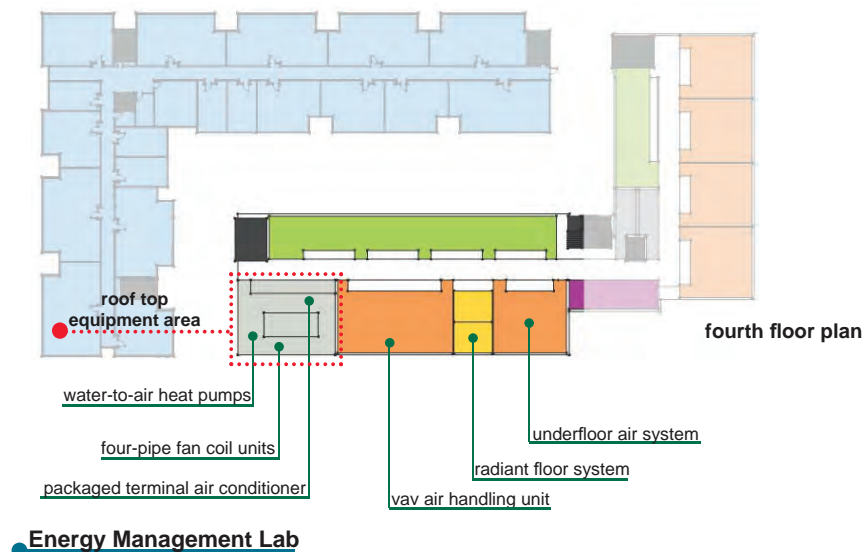 roof top
equipment area
fourth floor plan
water-to-air heat pumps
underfloor air system
four-pipe fan coil units
radiant floor system
packaged terminal air conditioner
vav air handling unit
Energy Management Lab